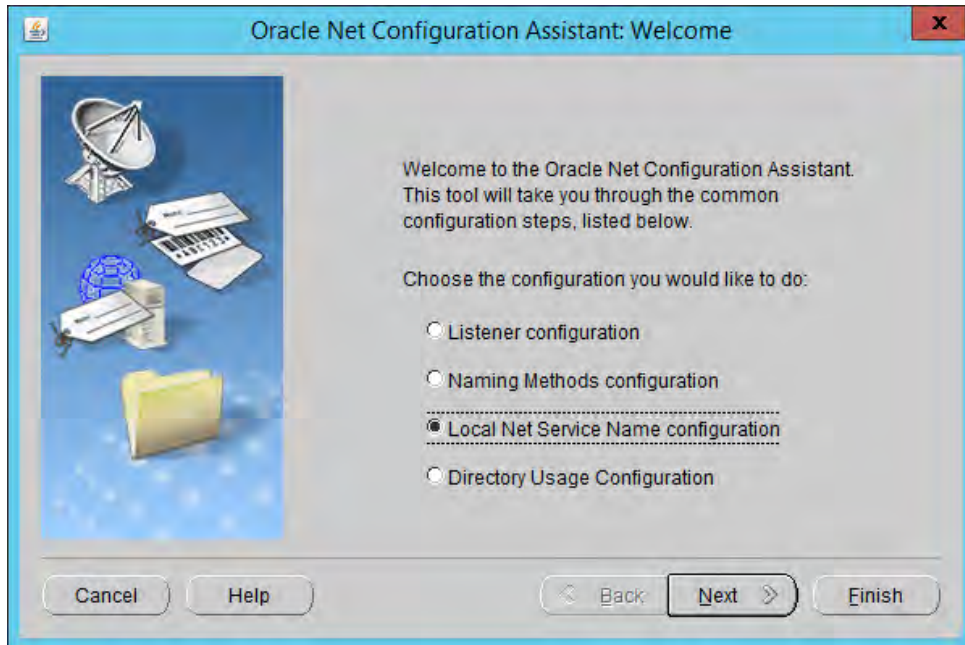 Oracle Net Configuration Assistant: Welcome
x
Welcome to the Oracle Net Configuration Assistant.
This tool will take you through the common
configuration steps, listed below.
Choose the configuration you would like to do:
Listener configuration
Naming Methods configuration
Local Net Service Name configuration
Directory Usage Configuration
Cancel
Help
Back
Next
Finish